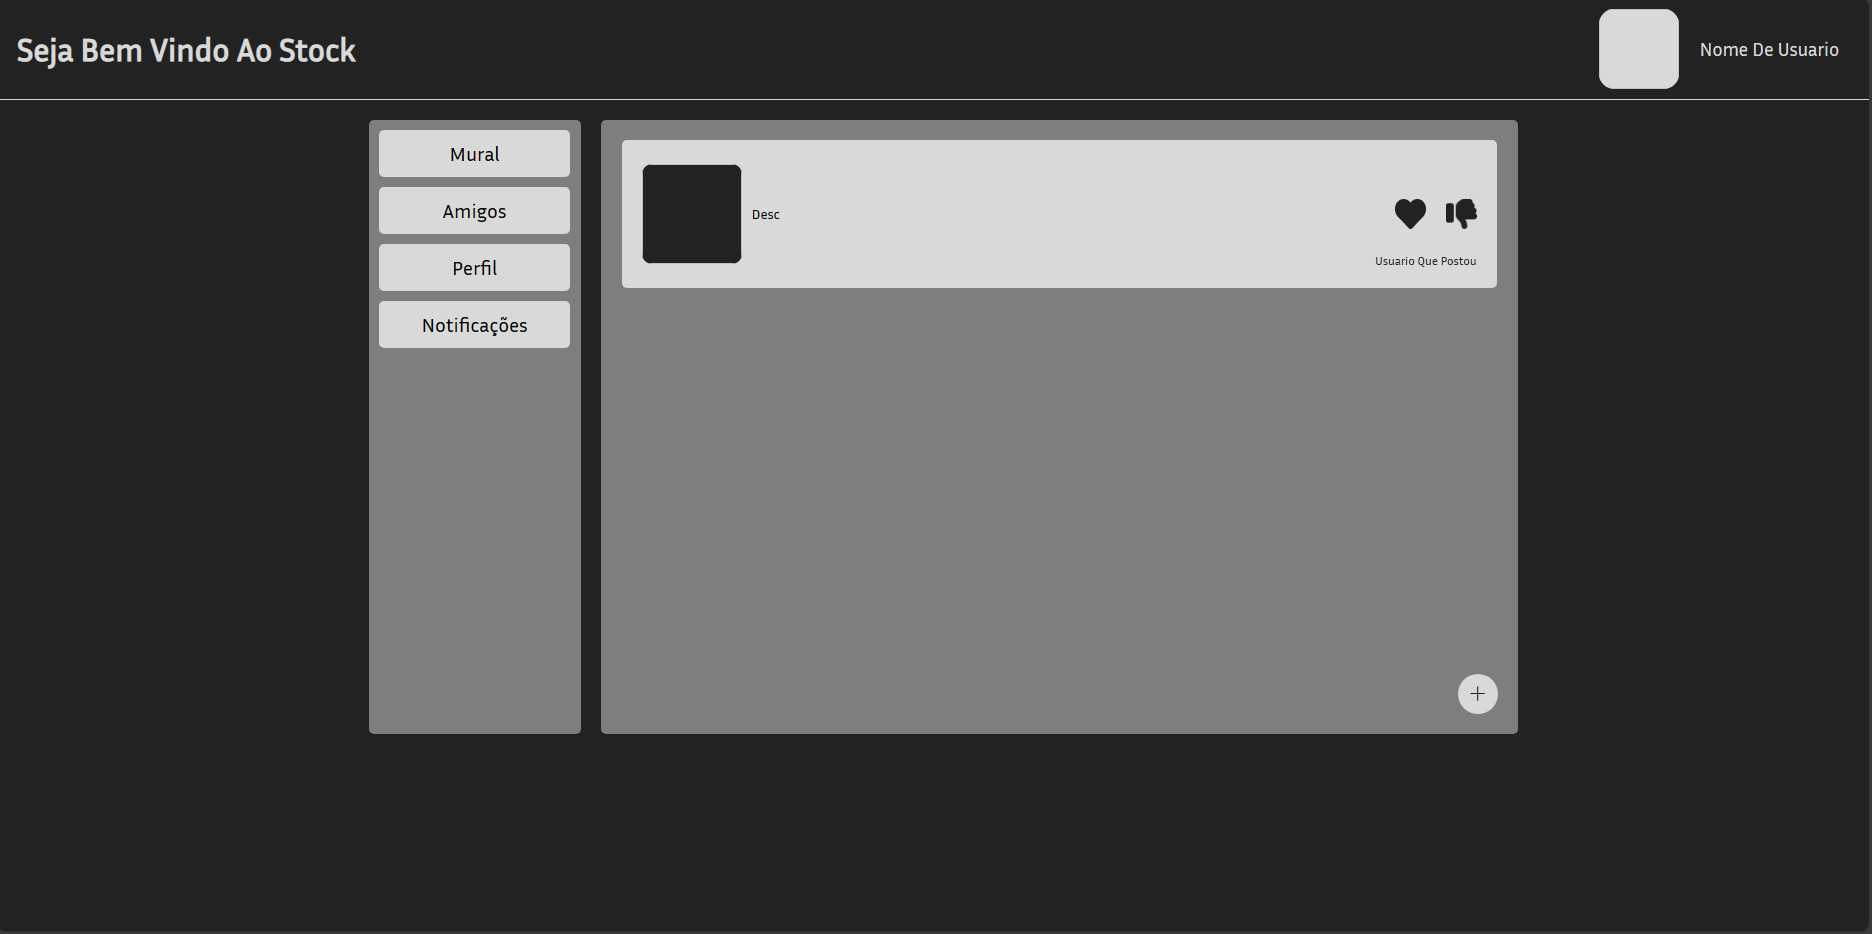 Seja Bem Vindo Ao Stock
Nome De Usuario
Mural
Amigos
Perfil
Notificações
Desc
Usuario Que Postou
+